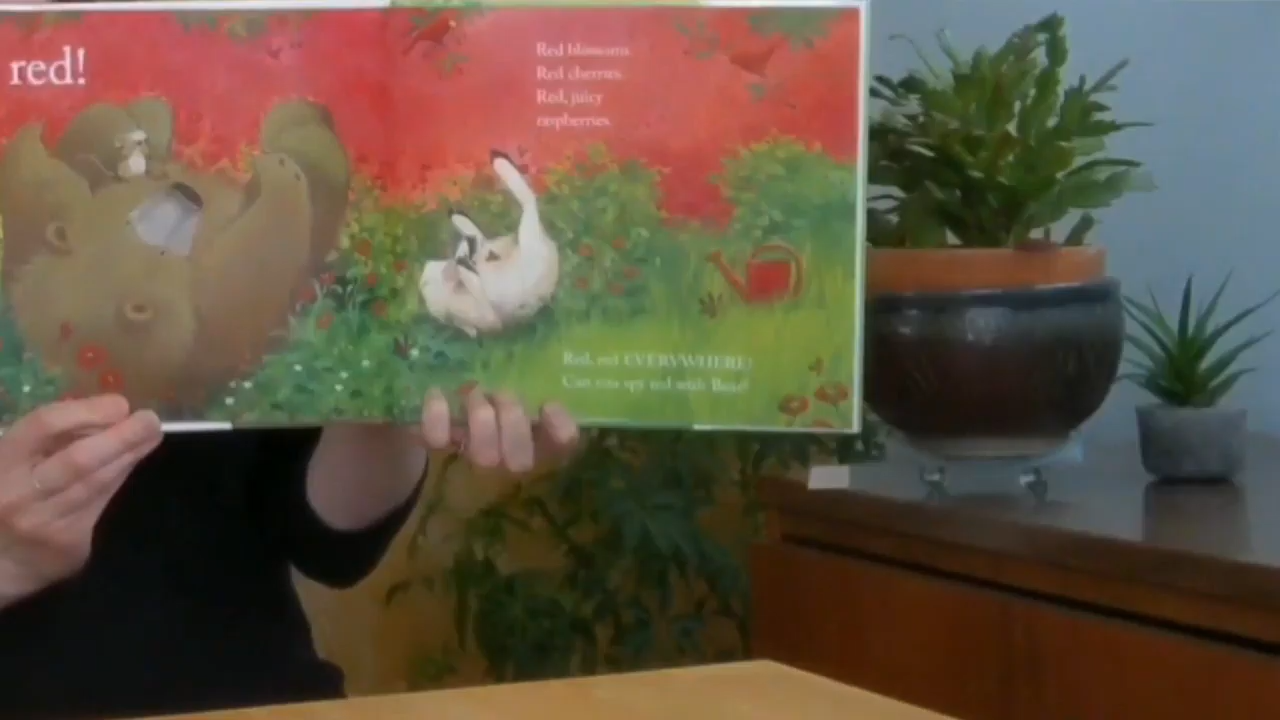 red!
Red blossoms.
Red cherries.
Red, juicy
raspberries.
Red, red EVERYWHERE!
Can you spy red with Bear?